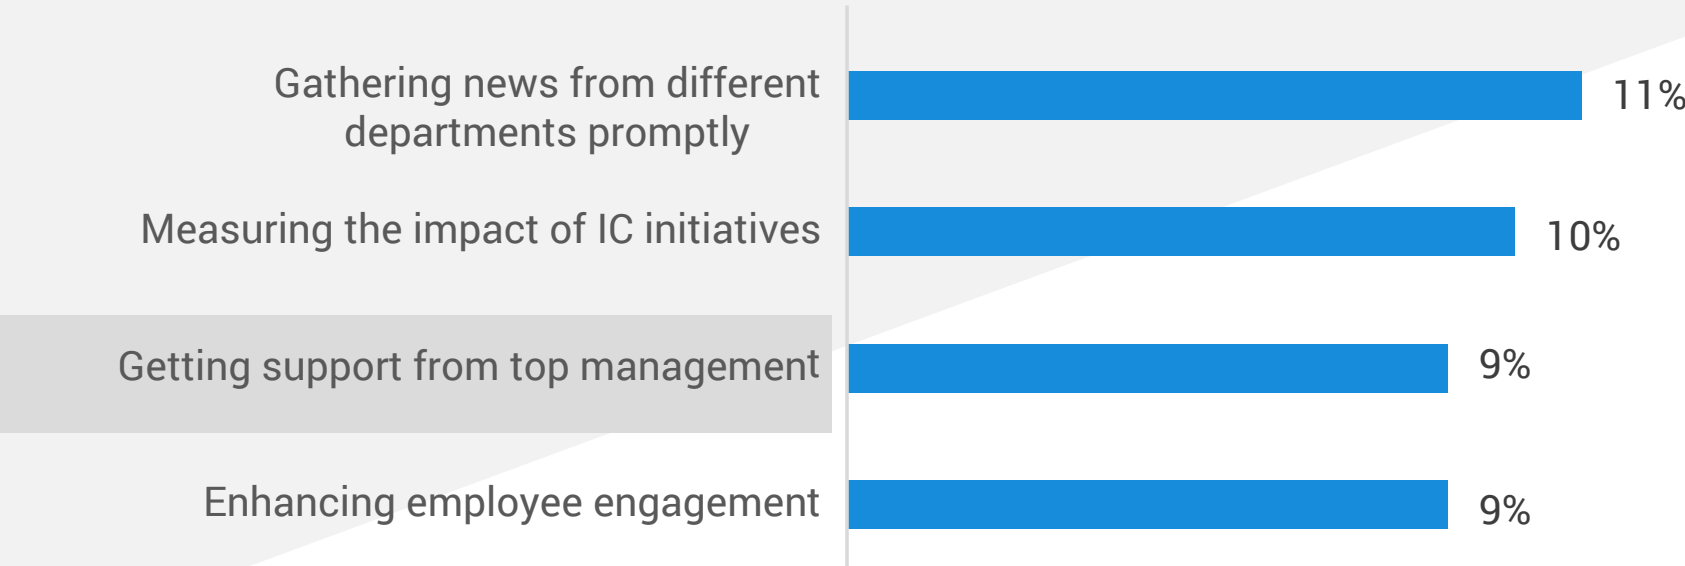 Gathering news from different
departments promptly
11%
Measuring the impact of IC initiatives
10%
Getting support from top management
9%
Enhancing employee engagement
9%